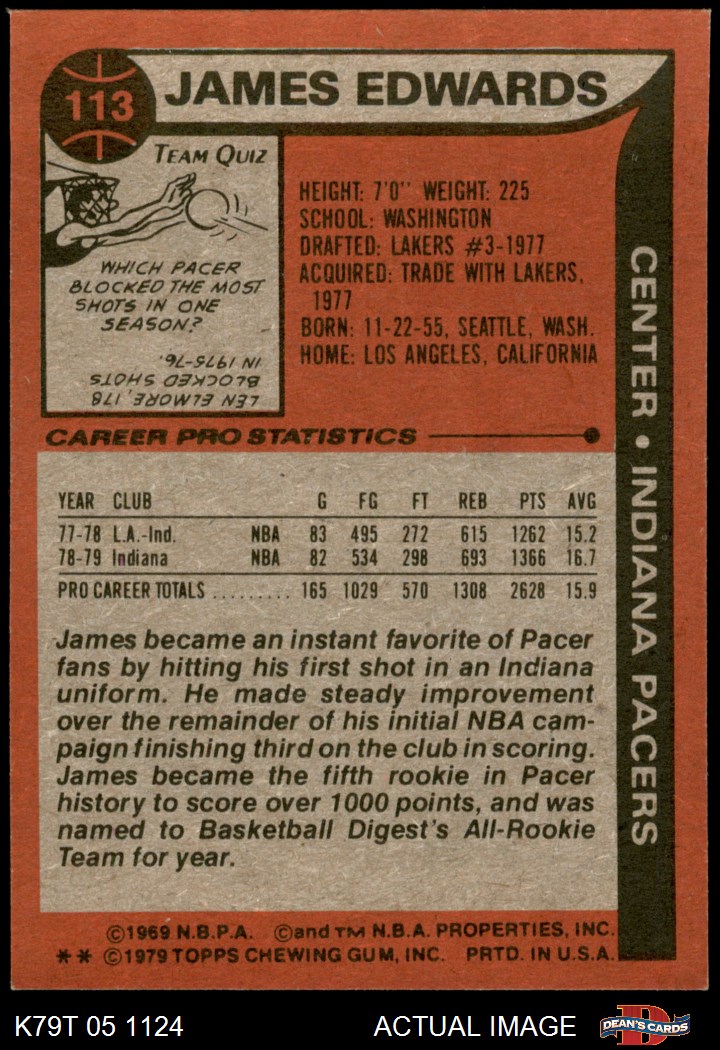 113
JAMES EDWARDS
TEAM QUIZ
WHICH PACER
BLOCKED THE MOST
SHOTS IN ONE
SEASON?
LEN ELMORE, 178
BLOCKED SHOTS
IN 1975-76.
HEIGHT: 7'0" WEIGHT: 225
SCHOOL: WASHINGTON
DRAFTED: LAKERS #3-1977
ACQUIRED: TRADE WITH LAKERS,
1977
BORN: 11-22-55, SEATTLE, WASH.
HOME: LOS ANGELES, CALIFORNIA
CENTER • INDIANA PACERS
CAREER PRO STATISTICS
YEAR CLUB G FG FT REB PTS AVG
77-78 L.A.-Ind. NBA 83 495 272 615 1262 15.2
78-79 Indiana NBA 82 534 298 693 1366 16.7
PRO CAREER TOTALS ......... 165 1029 570 1308 2628 15.9
James became an instant favorite of Pacer
fans by hitting his first shot in an Indiana
uniform. He made steady improvement
over the remainder of his initial NBA cam-
paign finishing third on the club in scoring.
James became the fifth rookie in Pacer
history to score over 1000 points, and was
named to Basketball Digest's All-Rookie
Team for year.
©1969 N.B.P.A. ©and TM N.B.A. PROPERTIES, INC.
** ©1979 TOPPS CHEWING GUM, INC. PRTD. IN U.S.A.
K79T 05 1124 ACTUAL IMAGE DEAN'S CARDS